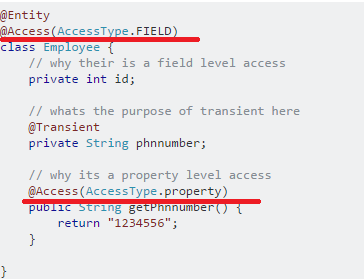 @Entity
@Access(AccessType.FIELD)
class Employee {
// why their is a field level access
private int id;
// whats the purpose of transient here
@Transient
private String phnnumber;
// why its a property level access
@Access(AccessType.property)
public String getPhnnumber() {
return "1234556";
}
}